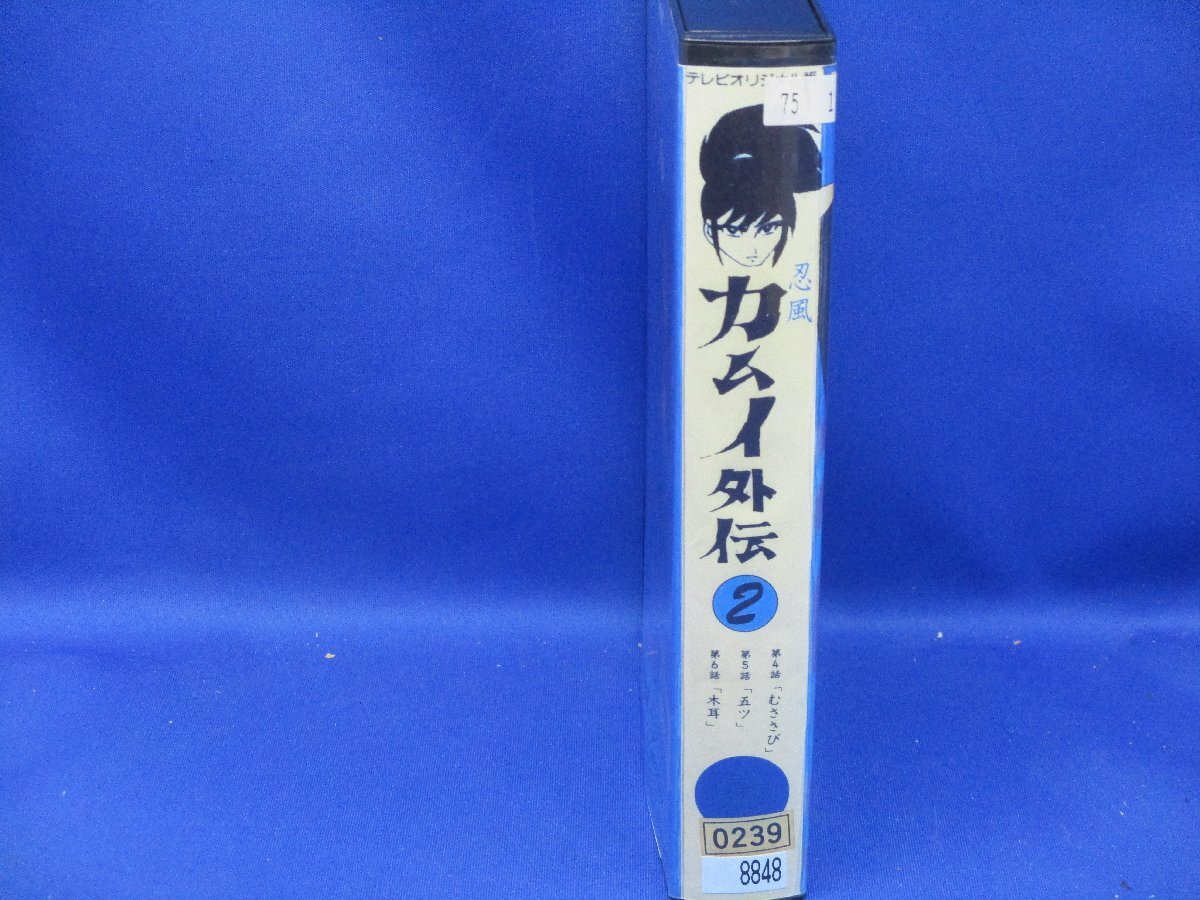 テレビオリジナル版
75 1
忍風
カムイ外伝
2
第4話「むささび」
第5話「五ツ」
第6話「木耳」
0239
8848